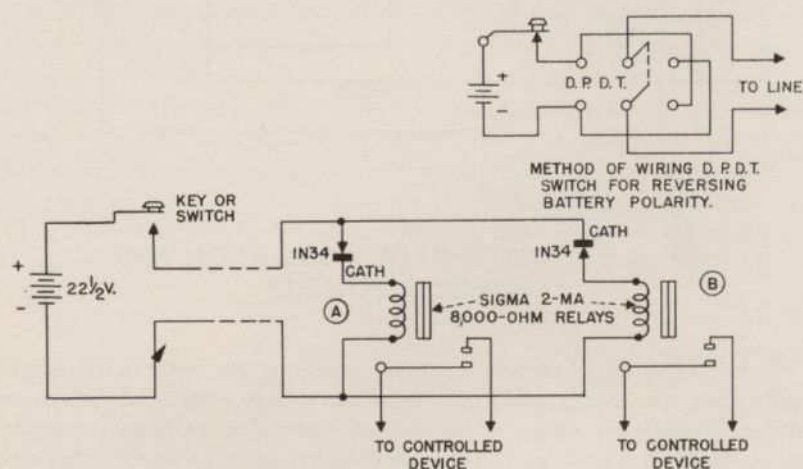 +
-
D. P. D. T.
TO LINE
METHOD OF WIRING D. P. D. T.
SWITCH FOR REVERSING
BATTERY POLARITY.
KEY OR
SWITCH
+
-
22½V.
1N34
CATH
A
SIGMA 2-MA
8,000-OHM RELAYS
CATH
1N34
B
TO CONTROLLED
DEVICE
TO CONTROLLED
DEVICE